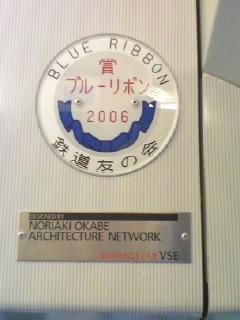 BLUE RIBBON
賞
ブルーリボン
2006
鉄道友の会
DESIGNED BY
NORIAKI OKABE
ARCHITECTURE NETWORK
ROMANCECAR VSE